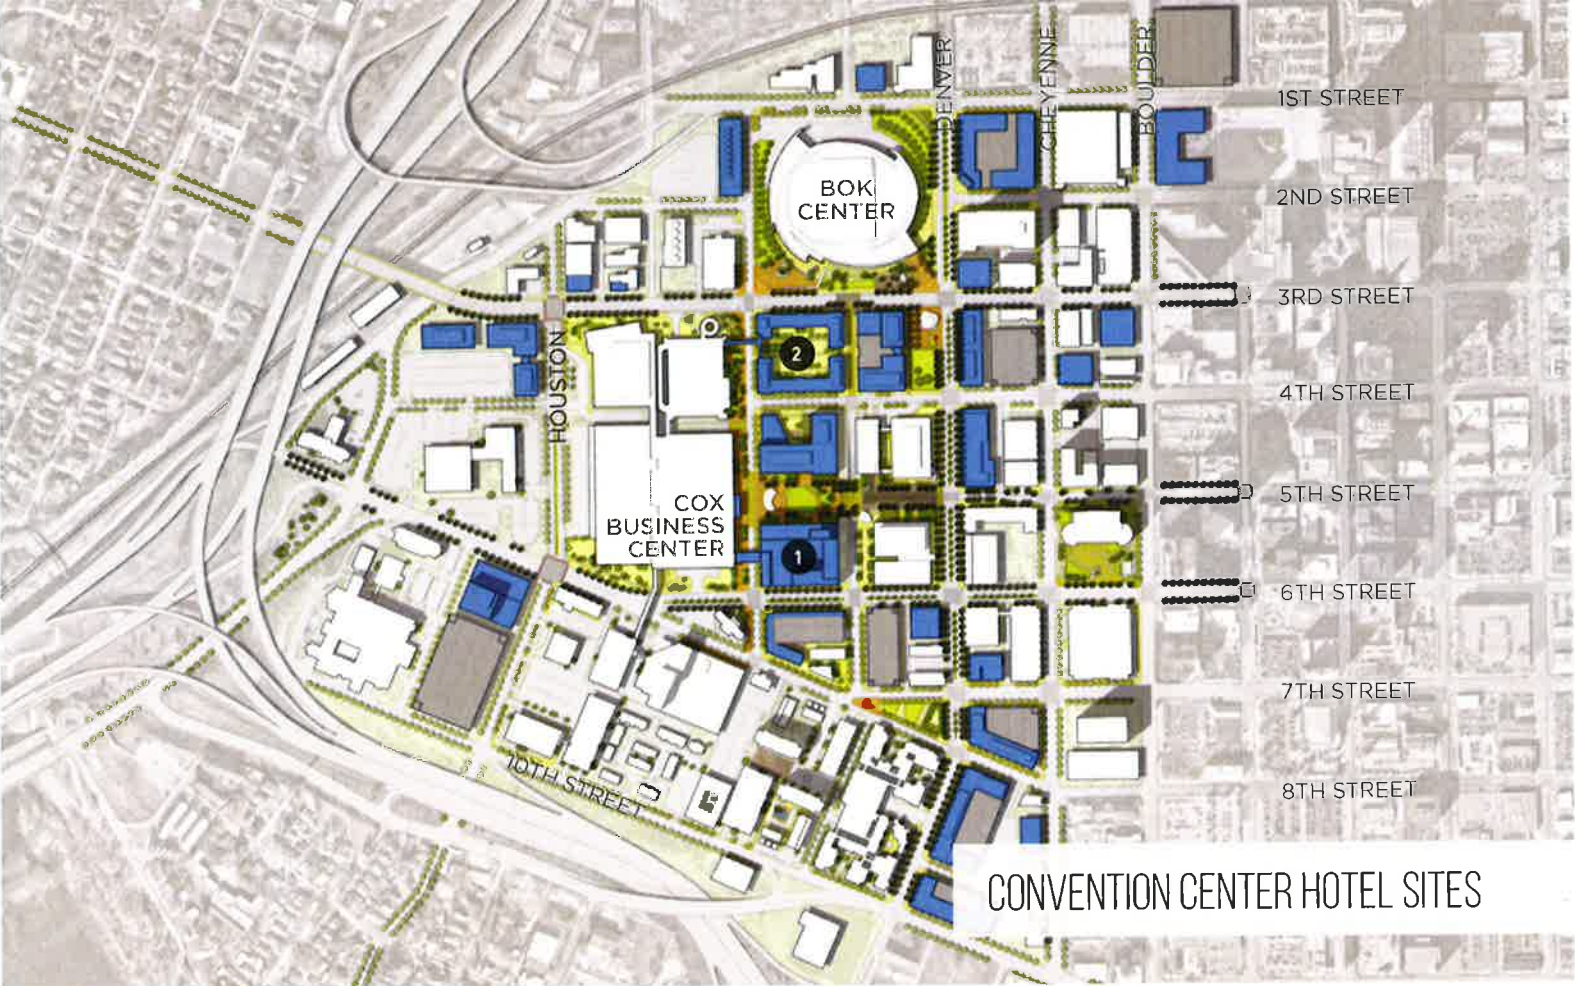 DENVER
CHEYENNE
BOULDER
1ST STREET
BOK
CENTER
2ND STREET
3RD STREET
HOUSTON
2
4TH STREET
COX
BUSINESS
CENTER
5TH STREET
1
6TH STREET
7TH STREET
10TH STREET
8TH STREET
CONVENTION CENTER HOTEL SITES